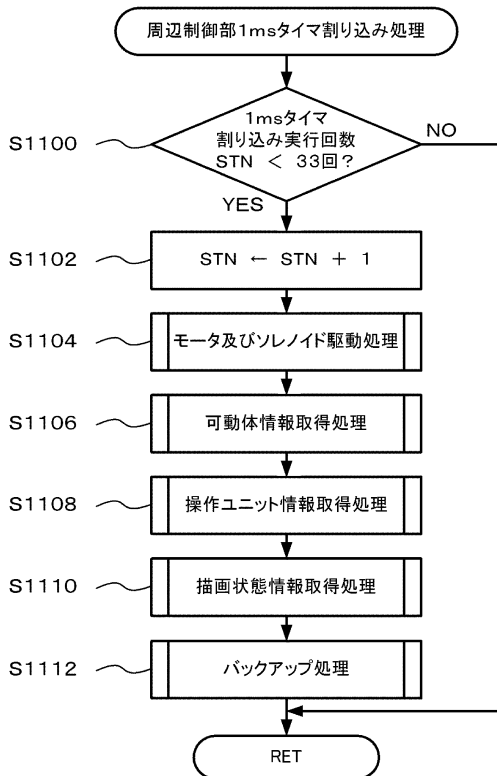 周辺制御部1msタイマ割り込み処理
S1100
1msタイマ
割り込み実行回数
STN < 33回?
NO
YES
S1102
STN ← STN + 1
S1104
モータ及びソレノイド駆動処理
S1106
可動体情報取得処理
S1108
操作ユニット情報取得処理
S1110
描画状態情報取得処理
S1112
バックアップ処理
RET